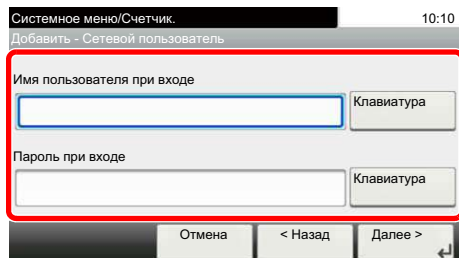 Системное меню/Счетчик. 10:10
Добавить - Сетевой пользователь
Имя пользователя при входе
Клавиатура
Пароль при входе
Клавиатура
Отмена < Назад Далее >